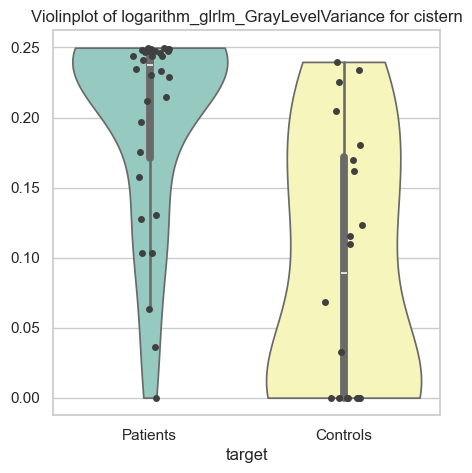 Violinplot of logarithm_glrlm_GrayLevelVariance for cistern
0.25
0.20
0.15
0.10
0.05
0.00
Patients
Controls
target